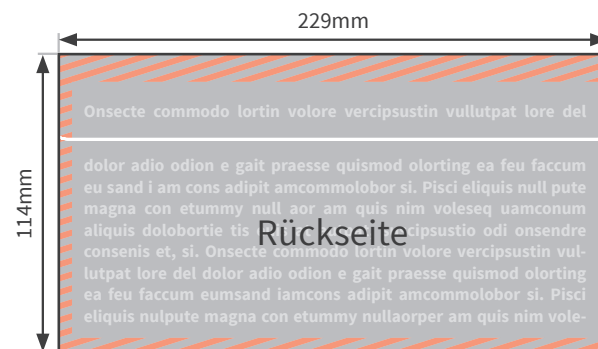 229mm
114mm
Onsecte commodo lortin volore vercipsustin vullutpat lore del
dolor adio odion e gait praesse quismod olorting ea feu faccum
eu sand i am cons adipit amcommolobor si. Pisci eliquis null pute
magna con etummy null aor am quis nim voleseq uamconum
aliquis dolobortie tis cipsustio odi onsendre
Rückseite
consenis et, si. Onsecte commodo lortin volore vercipsustin vul-
lutpat lore del dolor adio odion e gait praesse quismod olorting
ea feu faccum eumsand iamcons adipit amcommolobor si. Pisci
eliquis nulpute magna con etummy nullaorper am quis nim vole-